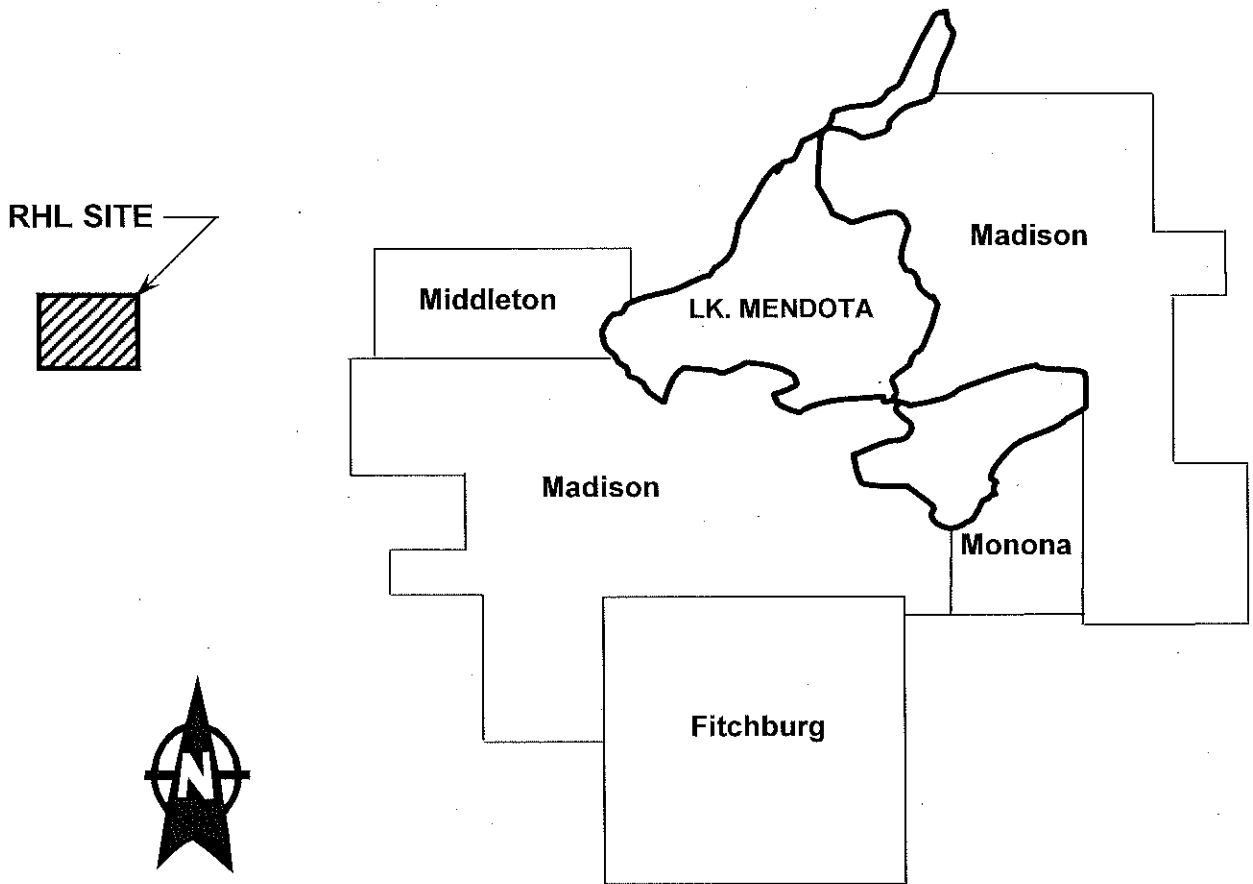 RHL SITE
Madison
Middleton
LK. MENDOTA
Madison
Monona
Fitchburg
N